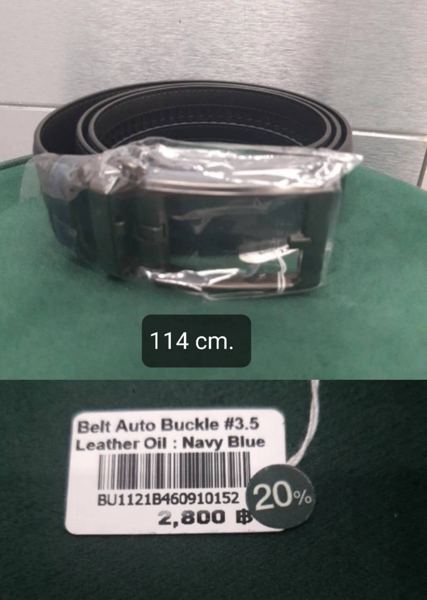 114 cm.
Belt Auto Buckle #3.5
Leather Oil : Navy Blue
BU1121B460910152
2,800 ฿
20%